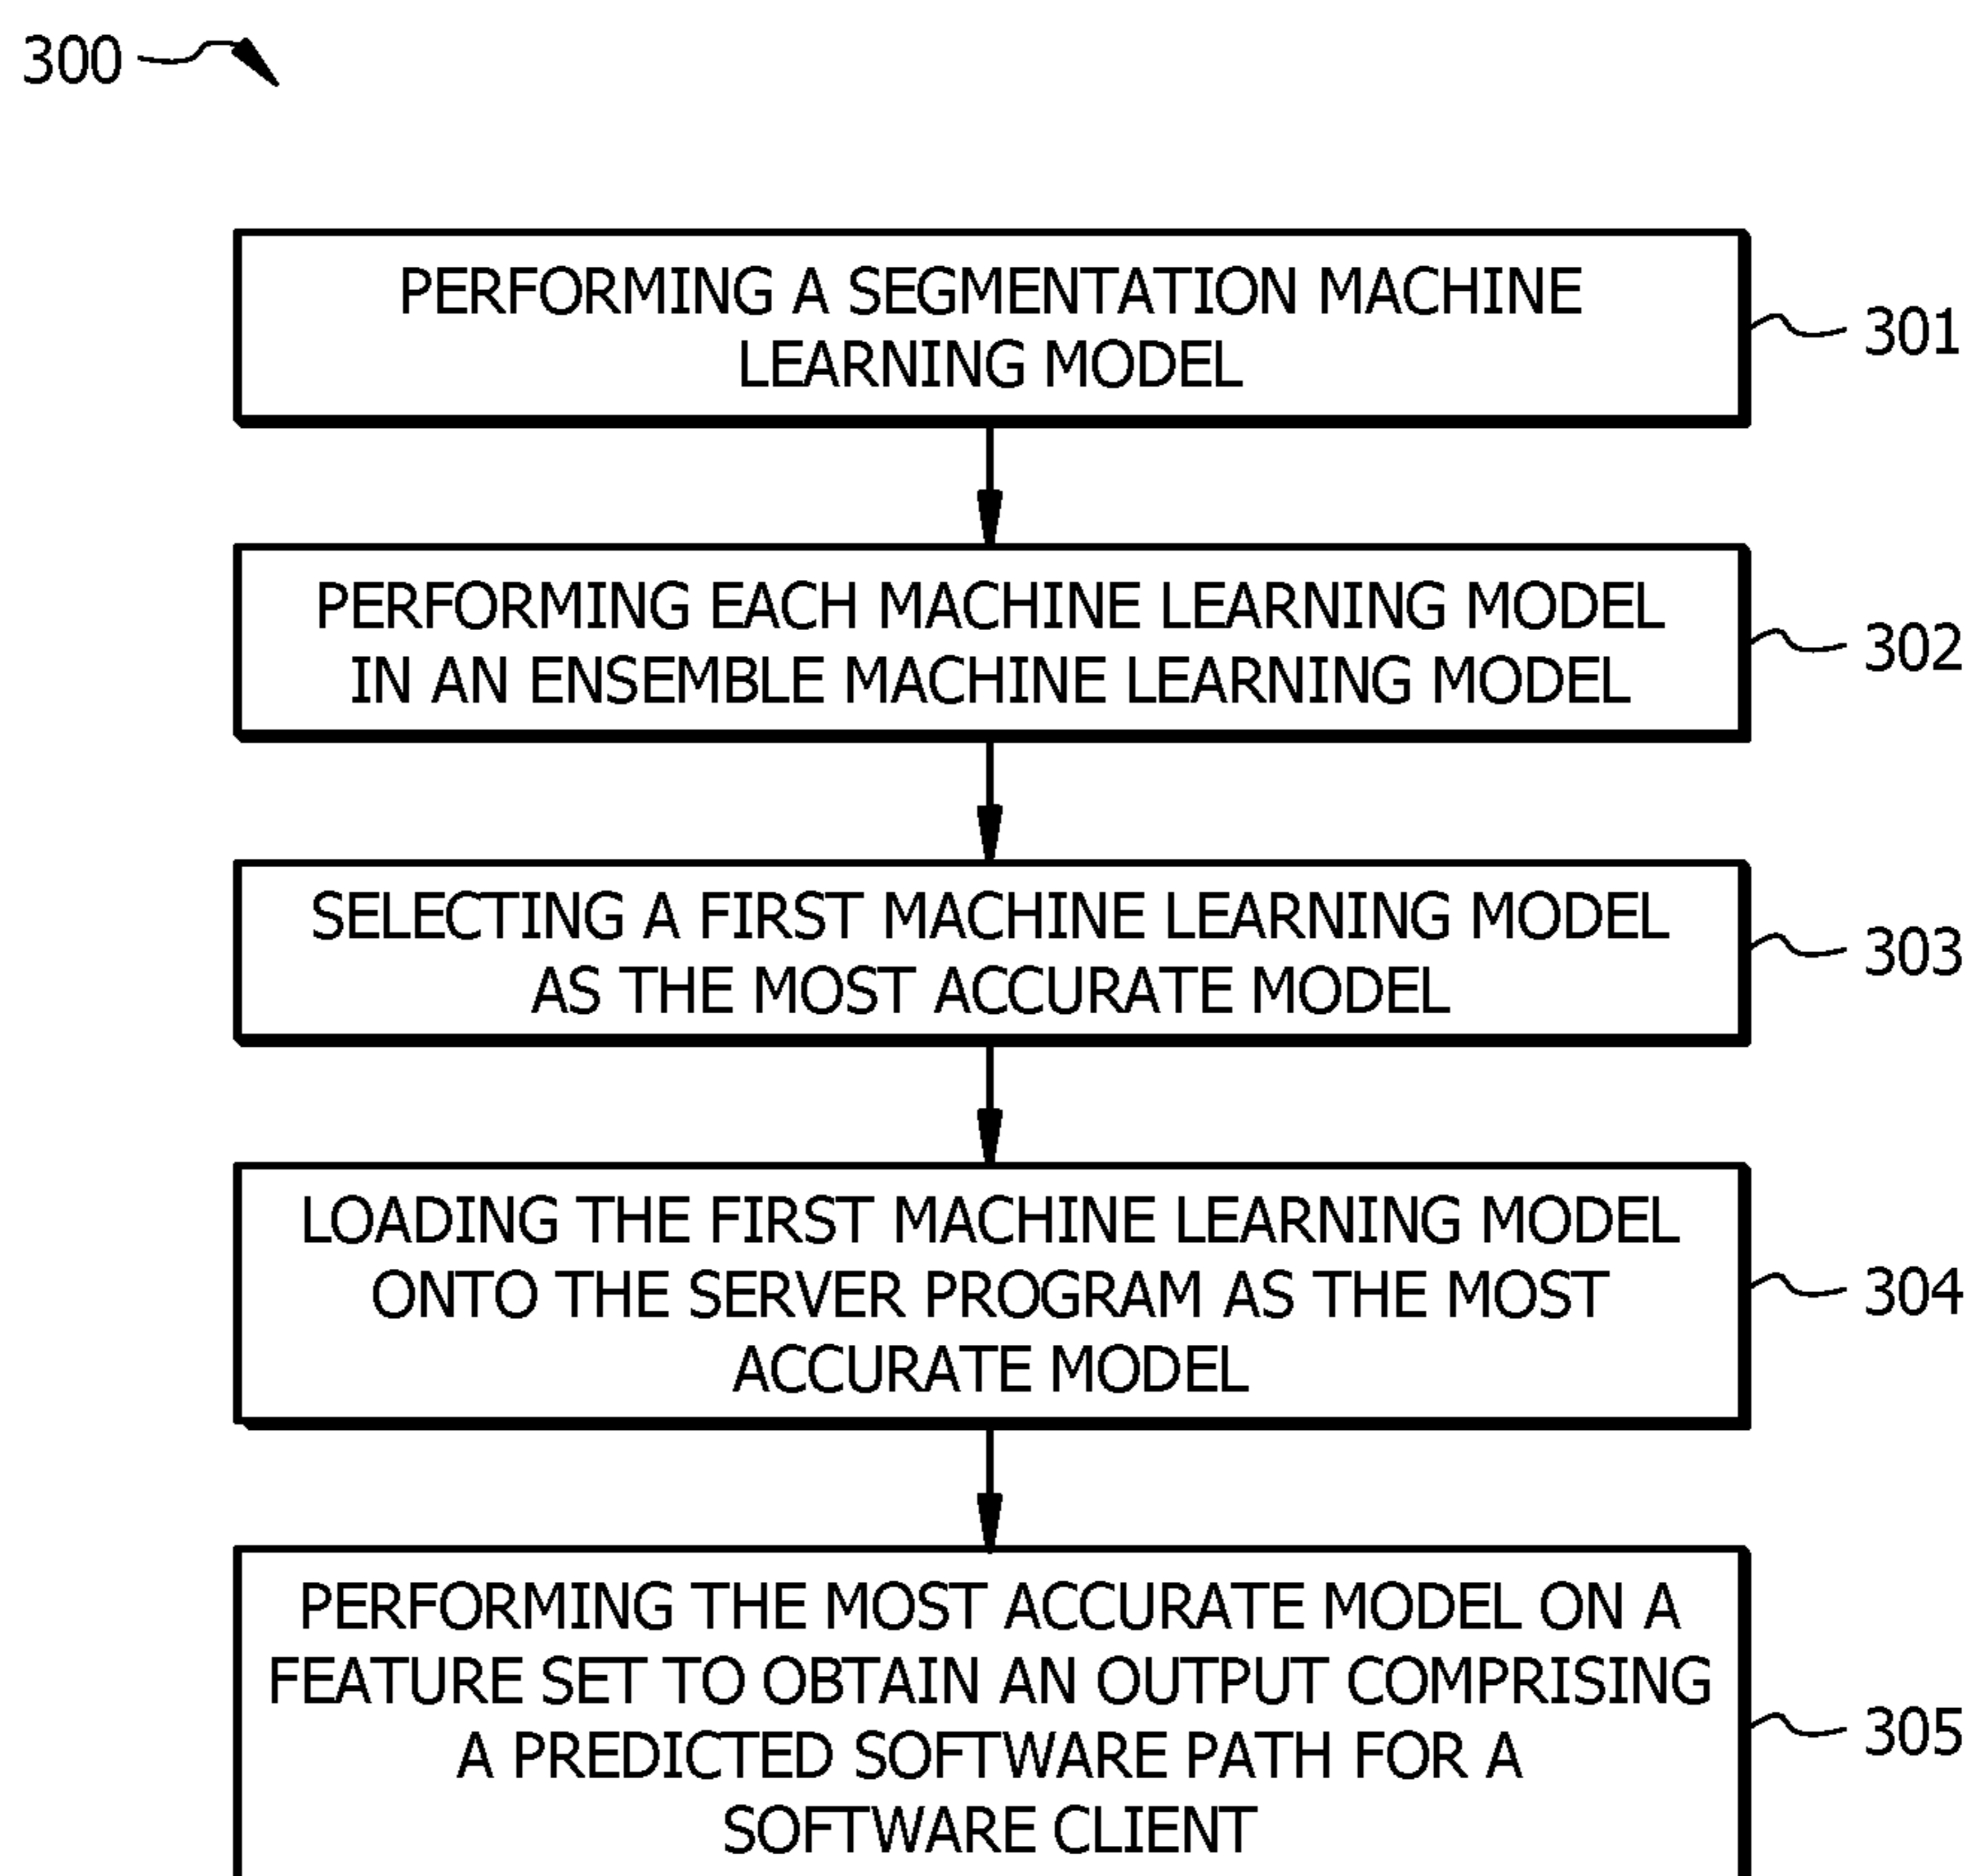 300
PERFORMING A SEGMENTATION MACHINE
LEARNING MODEL
301
PERFORMING EACH MACHINE LEARNING MODEL
IN AN ENSEMBLE MACHINE LEARNING MODEL
302
SELECTING A FIRST MACHINE LEARNING MODEL
AS THE MOST ACCURATE MODEL
303
LOADING THE FIRST MACHINE LEARNING MODEL
ONTO THE SERVER PROGRAM AS THE MOST
ACCURATE MODEL
304
PERFORMING THE MOST ACCURATE MODEL ON A
FEATURE SET TO OBTAIN AN OUTPUT COMPRISING
A PREDICTED SOFTWARE PATH FOR A
SOFTWARE CLIENT
305